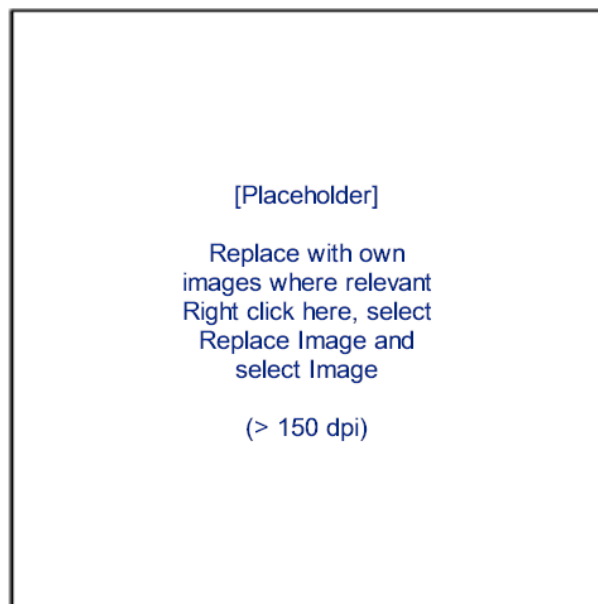 [Placeholder]
Replace with own
images where relevant
Right click here, select
Replace Image and
select Image
(> 150 dpi)